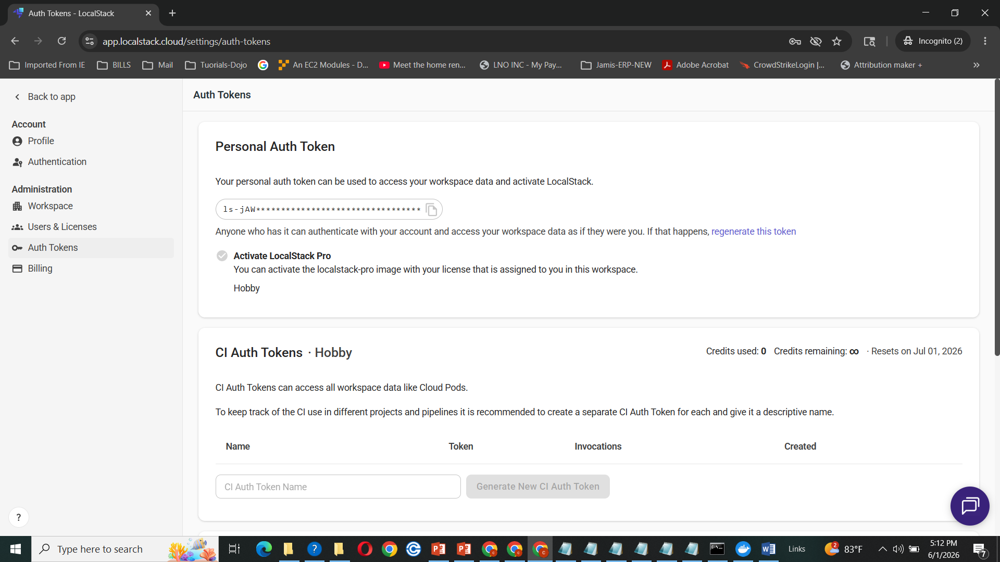 Auth Tokens - LocalStack
app.localstack.cloud/settings/auth-tokens
Incognito (2)
Imported From IE
BILLS
Mail
Tuorials-Dojo
An EC2 Modules - D...
Meet the home ren...
LNO INC - My Pay...
Jamis-ERP-NEW
Adobe Acrobat
CrowdStrikeLogin |...
Attribution maker +
»
Back to app
Account
Profile
Authentication
Administration
Workspace
Users & Licenses
Auth Tokens
Billing
?
Auth Tokens
Personal Auth Token
Your personal auth token can be used to access your workspace data and activate LocalStack.
ls-jAW*********************************
Anyone who has it can authenticate with your account and access your workspace data as if they were you. If that happens, regenerate this token
Activate LocalStack Pro
You can activate the localstack-pro image with your license that is assigned to you in this workspace.
Hobby
CI Auth Tokens · Hobby
Credits used: 0 Credits remaining: ∞ · Resets on Jul 01, 2026
CI Auth Tokens can access all workspace data like Cloud Pods.
To keep track of the CI use in different projects and pipelines it is recommended to create a separate CI Auth Token for each and give it a descriptive name.
Name Token Invocations Created
CI Auth Token Name
Generate New CI Auth Token
Type here to search
Links
2
83°F
5:12 PM
6/1/2026
7